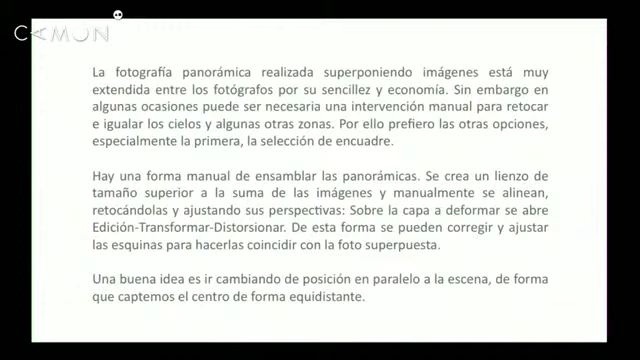 CAMON
La fotografía panorámica realizada superponiendo imágenes está muy
extendida entre los fotógrafos por su sencillez y economía. Sin embargo en
algunas ocasiones puede ser necesaria una intervención manual para retocar
e igualar los cielos y algunas otras zonas. Por ello prefiero las otras opciones,
especialmente la primera, la selección de encuadre.
Hay una forma manual de ensamblar las panorámicas. Se crea un lienzo de
tamaño superior a la suma de las imágenes y manualmente se alinean,
retocándolas y ajustando sus perspectivas: Sobre la capa a deformar se abre
Edición-Transformar-Distorsionar. De esta forma se pueden corregir y ajustar
las esquinas para hacerlas coincidir con la foto superpuesta.
Una buena idea es ir cambiando de posición en paralelo a la escena, de forma
que captemos el centro de forma equidistante.